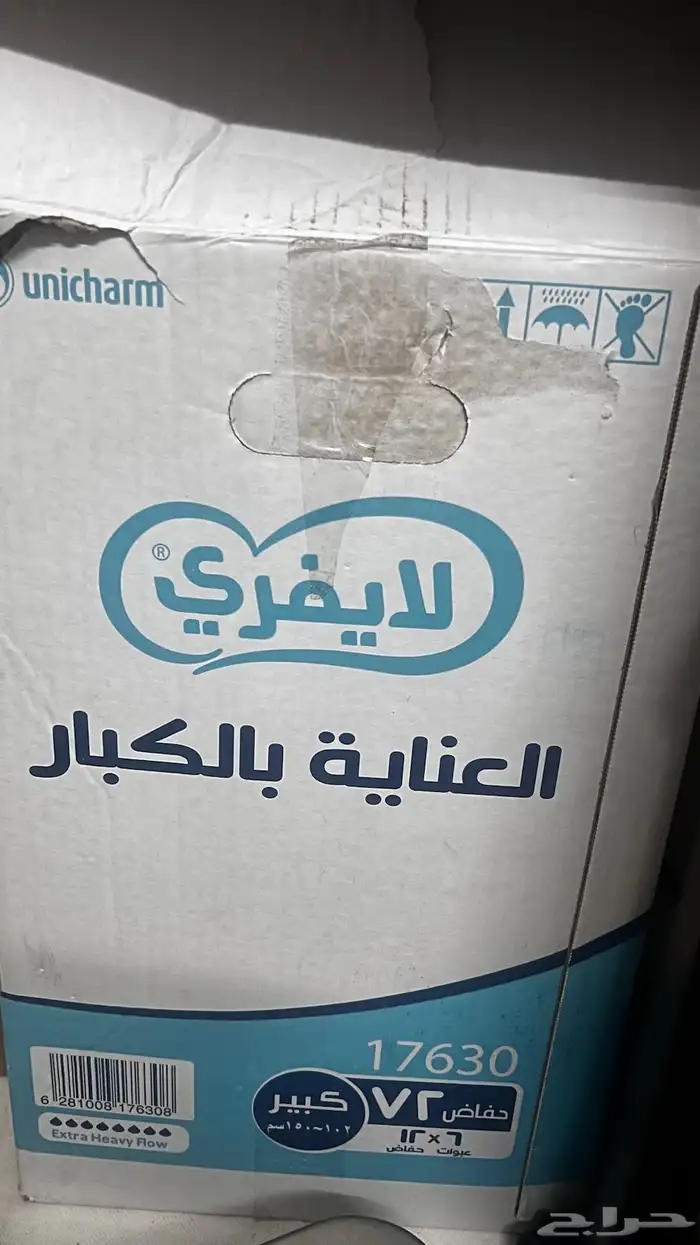 unicharm
لايفري®
العناية بالكبار
17630
حفاض ٧٢
كبير
١٠٢~١٥٠سم
٦×١٢
عبوات حفاض
6 281008 176308
Extra Heavy Flow
حراج